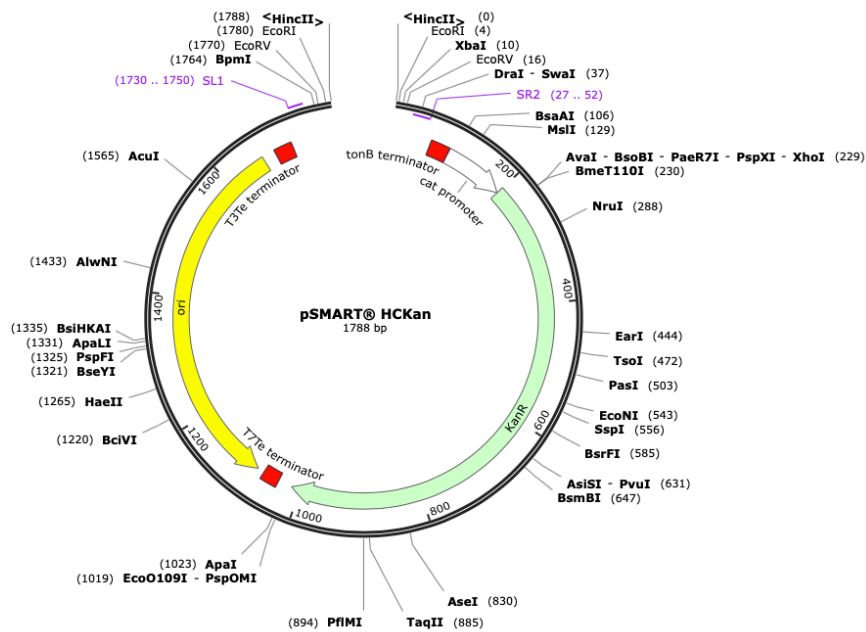 (1788) <HincII>
(1780) EcoRI
(1770) EcoRV
(1764) BpmI
(1730 .. 1750) SL1
<HincII> (0)
EcoRI (4)
XbaI (10)
EcoRV (16)
DraI - SwaI (37)
SR2 (27 .. 52)
BsaAI (106)
MslI (129)
AvaI - BsoBI - PaeR7I - PspXI - XhoI (229)
BmeT110I (230)
NruI (288)
EarI (444)
TsoI (472)
PasI (503)
EcoNI (543)
SspI (556)
BsrFI (585)
AsiSI - PvuI (631)
BsmBI (647)
AseI (830)
TaqII (885)
(894) PflMI
(1019) EcoO109I - PspOMI
(1023) ApaI
(1220) BciVI
(1265) HaeII
(1321) BseYI
(1325) PspFI
(1331) ApaLI
(1335) BsiHKAI
(1433) AlwNI
(1565) AcuI
tonB terminator
cat promoter
KanR
T7Te terminator
ori
T3Te terminator
200
400
600
800
1000
1200
1400
1600
pSMART® HCKan
1788 bp